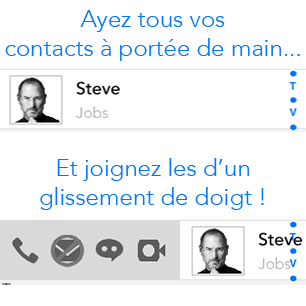 Ayez tous vos
contacts à portée de main...
Steve
Jobs
T
V
Et joignez les d'un
glissement de doigt !
Steve
Jobs
T
V